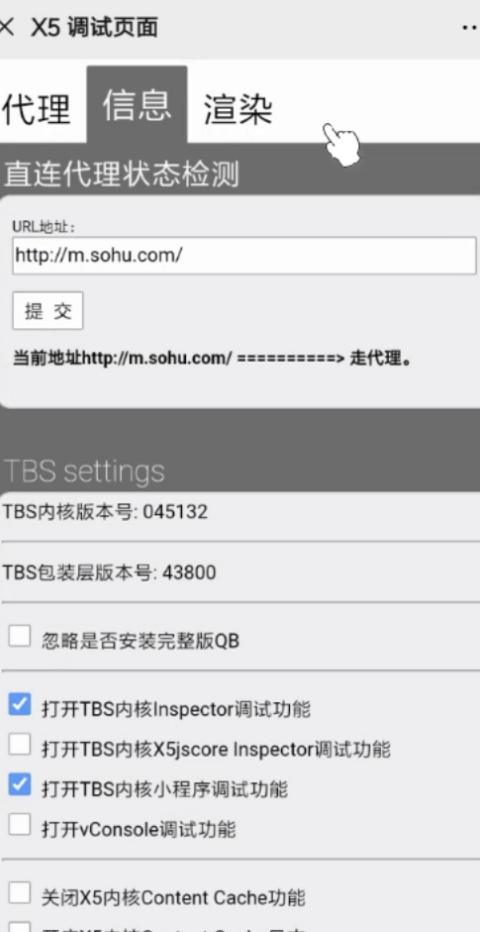 X5 调试页面
代理 信息 渲染
直连代理状态检测
URL地址：
http://m.sohu.com/
提 交
当前地址http://m.sohu.com/ ==========> 走代理。
TBS settings
TBS内核版本号: 045132
TBS包装层版本号: 43800
忽略是否安装完整版QB
打开TBS内核Inspector调试功能
打开TBS内核X5jscore Inspector调试功能
打开TBS内核小程序调试功能
打开vConsole调试功能
关闭X5内核Content Cache功能